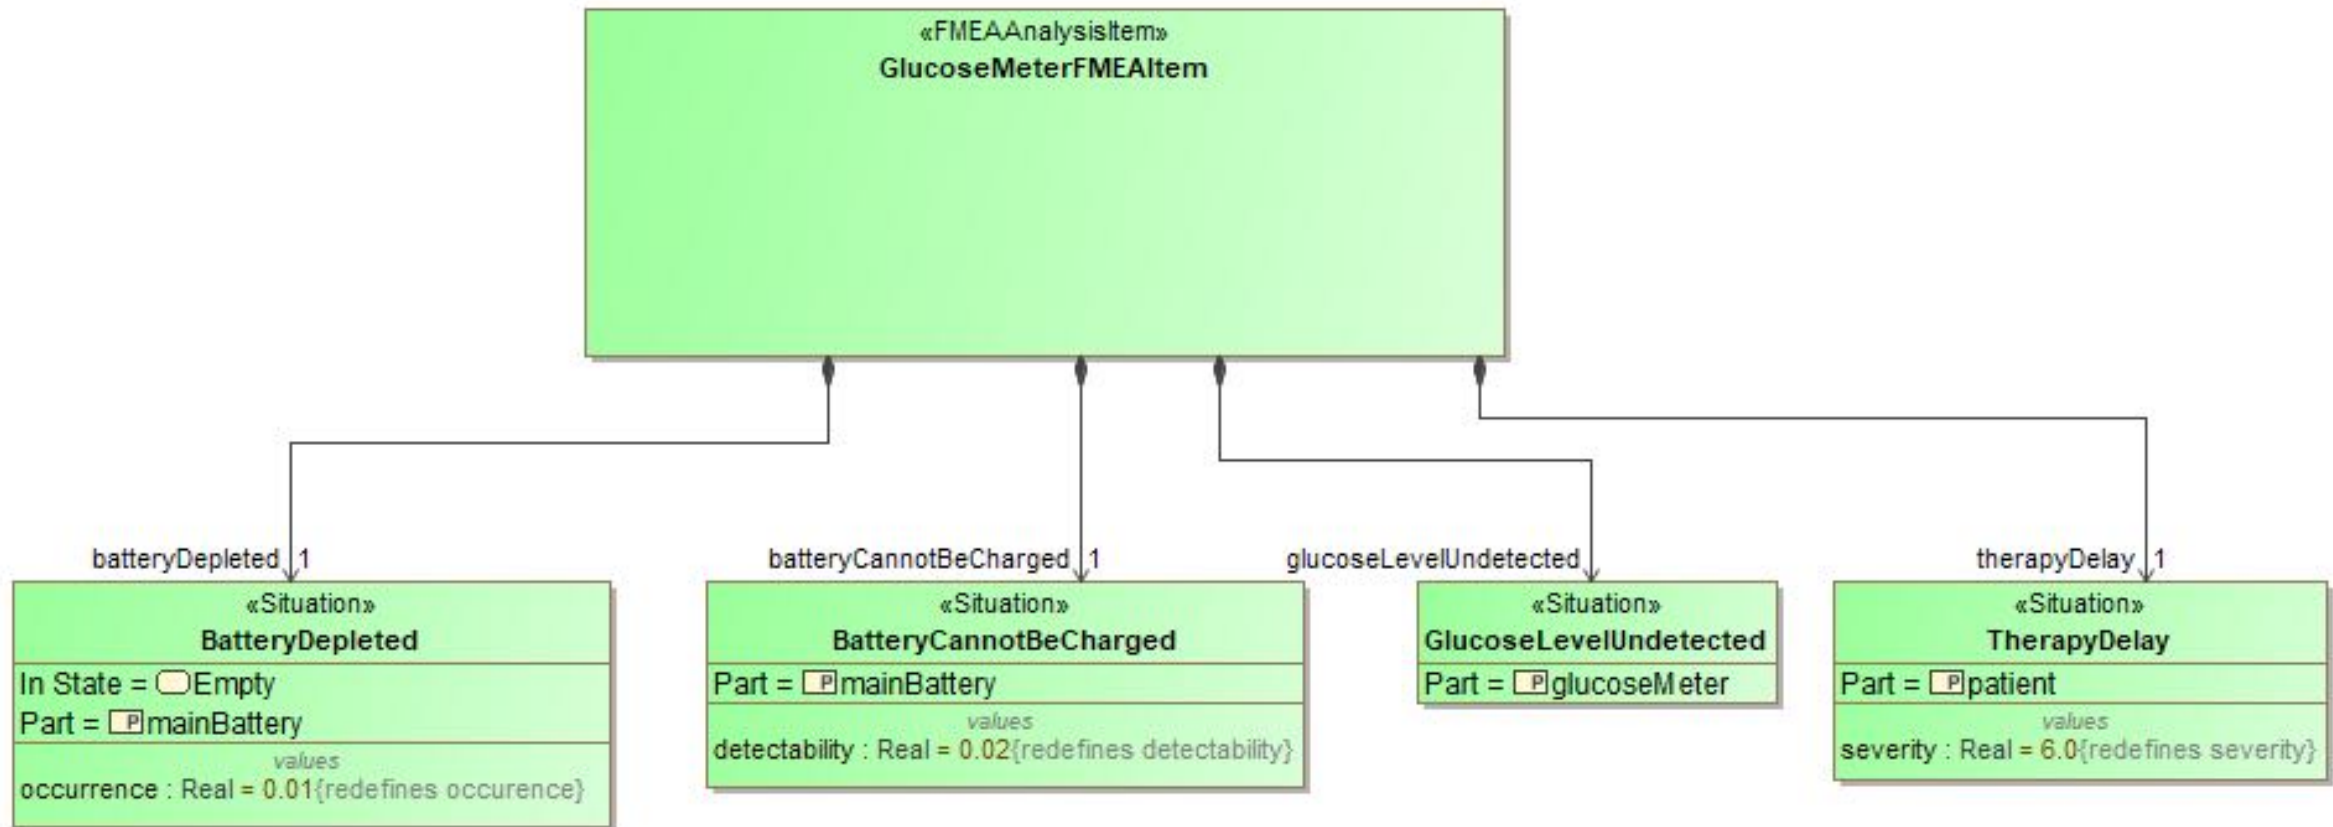 «FMEAAnalysisItem»
GlucoseMeterFMEAItem
batteryDepleted 1
batteryCannotBeCharged 1
glucoseLevelUndetected
therapyDelay 1
«Situation»
BatteryDepleted
In State = Empty
Part = P mainBattery
values
occurrence : Real = 0.01{redefines occurence}
«Situation»
BatteryCannotBeCharged
Part = P mainBattery
values
detectability : Real = 0.02{redefines detectability}
«Situation»
GlucoseLevelUndetected
Part = P glucoseMeter
«Situation»
TherapyDelay
Part = P patient
values
severity : Real = 6.0{redefines severity}